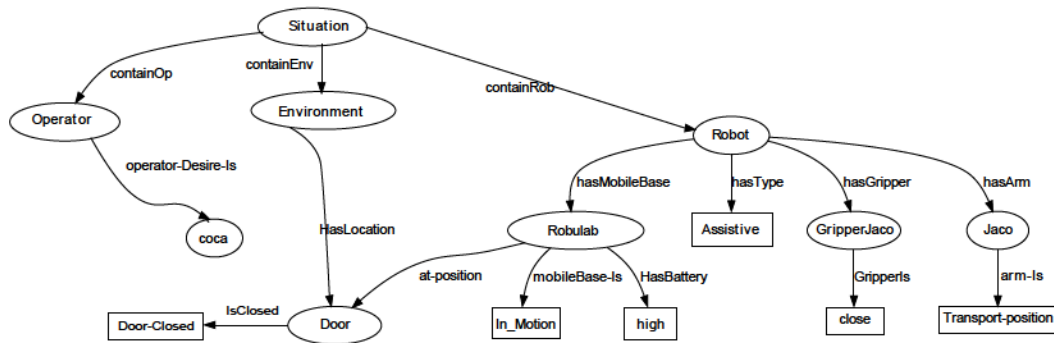 Situation
containOp
containEnv
containRob
Operator
Environment
Robot
operator-Desire-Is
hasMobileBase
hasType
hasGripper
hasArm
coca
HasLocation
Robulab
Assistive
GripperJaco
Jaco
at-position
mobileBase-Is
HasBattery
GripperIs
arm-Is
IsClosed
Door-Closed
Door
In_Motion
high
close
Transport-position